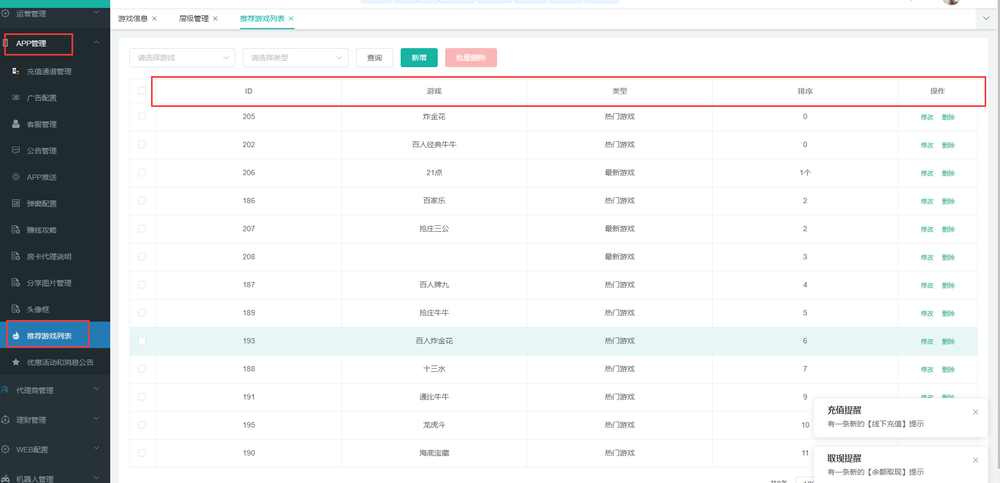 运营管理
游戏信息 ×
层级管理 ×
推荐游戏列表 ×
APP管理
充值通道管理
广告配置
客服管理
公告管理
APP推送
弹窗配置
赚钱攻略
房卡代理说明
分享图片管理
头像框
推荐游戏列表
优惠活动和消息公告
代理商管理
理财管理
WEB配置
机器人管理
请选择游戏 请选择类型 查询 新增 批量删除
ID 游戏 类型 排序 操作
205 炸金花 热门游戏 0 修改 删除
202 百人经典牛牛 热门游戏 0 修改 删除
206 21点 最新游戏 1个 修改 删除
186 百家乐 热门游戏 2 修改 删除
207 抢庄三公 最新游戏 2 修改 删除
208 最新游戏 3 修改 删除
187 百人牌九 热门游戏 4 修改 删除
189 抢庄牛牛 热门游戏 5 修改 删除
193 百人炸金花 热门游戏 6 修改 删除
188 十三水 热门游戏 7 修改 删除
191 通比牛牛 热门游戏 9 修改 删除
195 龙虎斗 热门游戏 10
190 海底宝藏 热门游戏 11
充值提醒
有一条新的【线下充值】提示
取现提醒
有一条新的【余额取现】提示